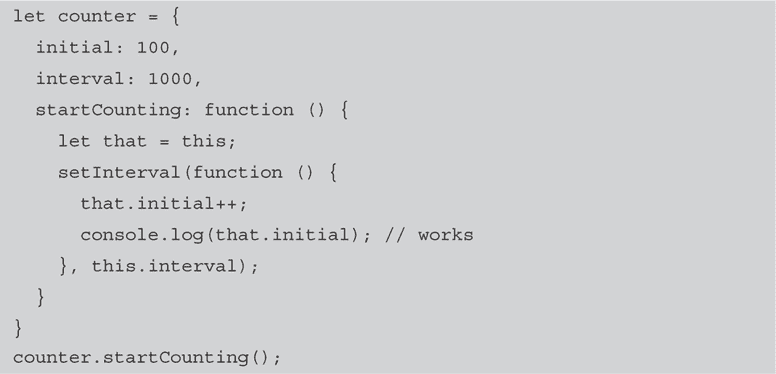 let counter = {
  initial: 100,
  interval: 1000,
  startCounting: function () {
    let that = this;
    setInterval(function () {
      that.initial++;
      console.log(that.initial); // works
    }, this.interval);
  }
}
counter.startCounting();